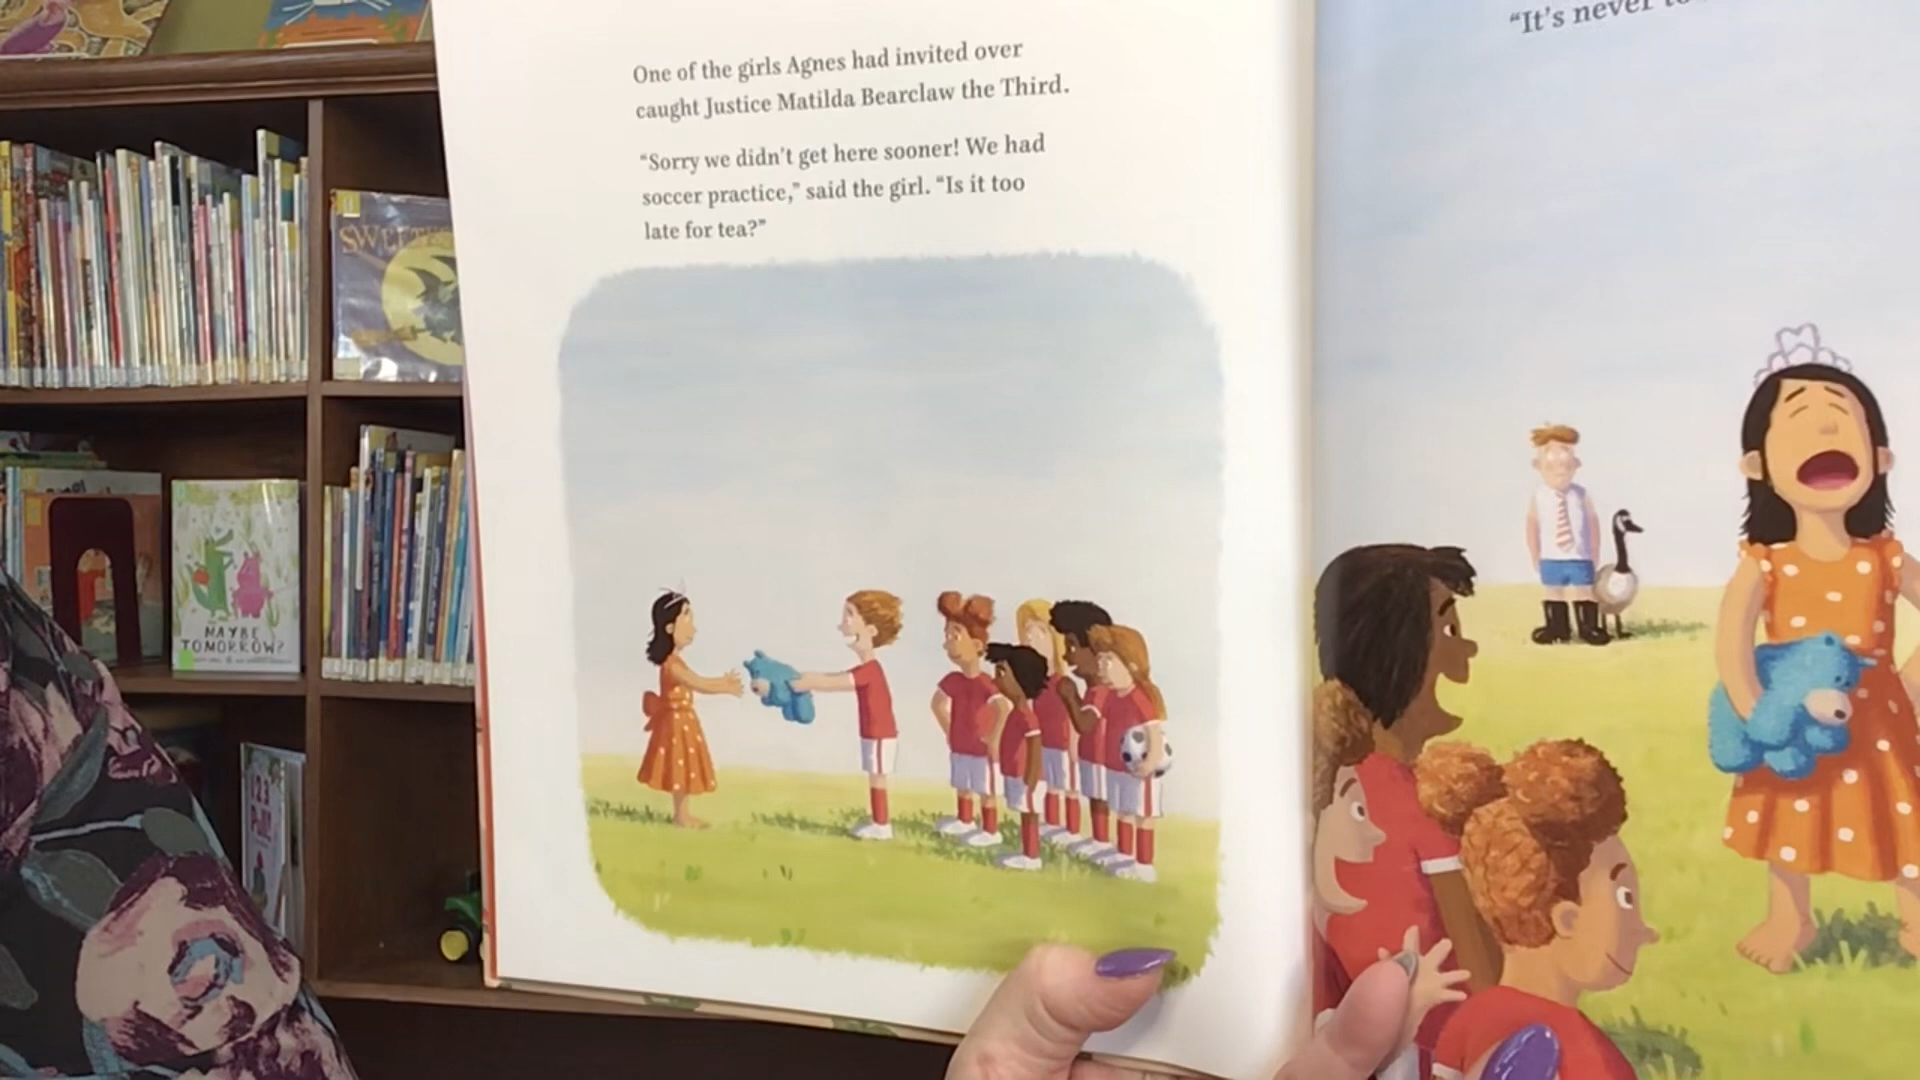 One of the girls Agnes had invited over
caught Justice Matilda Bearclaw the Third.
“Sorry we didn’t get here sooner! We had
soccer practice,” said the girl. “Is it too
late for tea?”
“It’s never
MAYBE
TOMORROW?
123